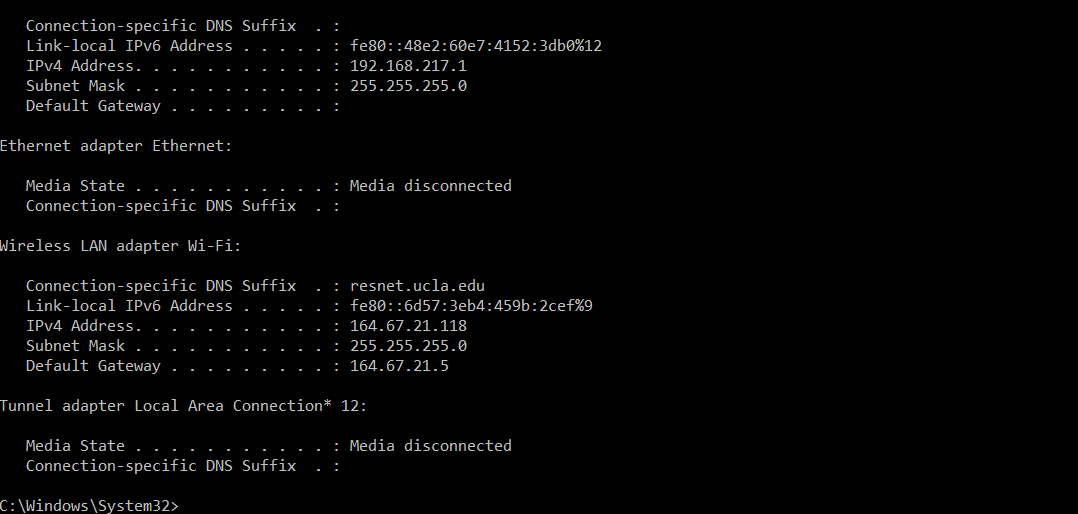 Connection-specific DNS Suffix  . :
Link-local IPv6 Address . . . . . : fe80::48e2:60e7:4152:3db0%12
IPv4 Address. . . . . . . . . . . : 192.168.217.1
Subnet Mask . . . . . . . . . . . : 255.255.255.0
Default Gateway . . . . . . . . . :
Ethernet adapter Ethernet:
Media State . . . . . . . . . . . : Media disconnected
Connection-specific DNS Suffix  . :
Wireless LAN adapter Wi-Fi:
Connection-specific DNS Suffix  . : resnet.ucla.edu
Link-local IPv6 Address . . . . . : fe80::6d57:3eb4:459b:2cef%9
IPv4 Address. . . . . . . . . . . : 164.67.21.118
Subnet Mask . . . . . . . . . . . : 255.255.255.0
Default Gateway . . . . . . . . . : 164.67.21.5
Tunnel adapter Local Area Connection* 12:
Media State . . . . . . . . . . . : Media disconnected
Connection-specific DNS Suffix  . :
C:\Windows\System32>